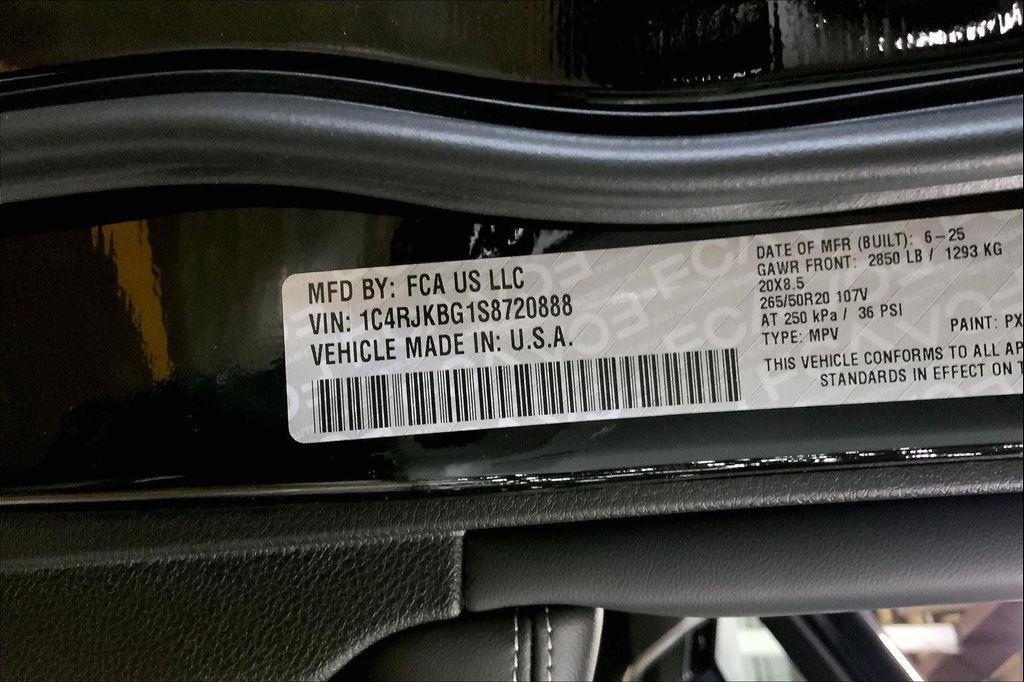 MFD BY: FCA US LLC
VIN: 1C4RJKBG1S8720888
VEHICLE MADE IN: U.S.A.
DATE OF MFR (BUILT): 6-25
GAWR FRONT: 2850 LB / 1293 KG
20X8.5
265/50R20 107V
AT 250 kPa / 36 PSI
TYPE: MPV
PAINT: PX
THIS VEHICLE CONFORMS TO ALL AP
STANDARDS IN EFFECT ON T